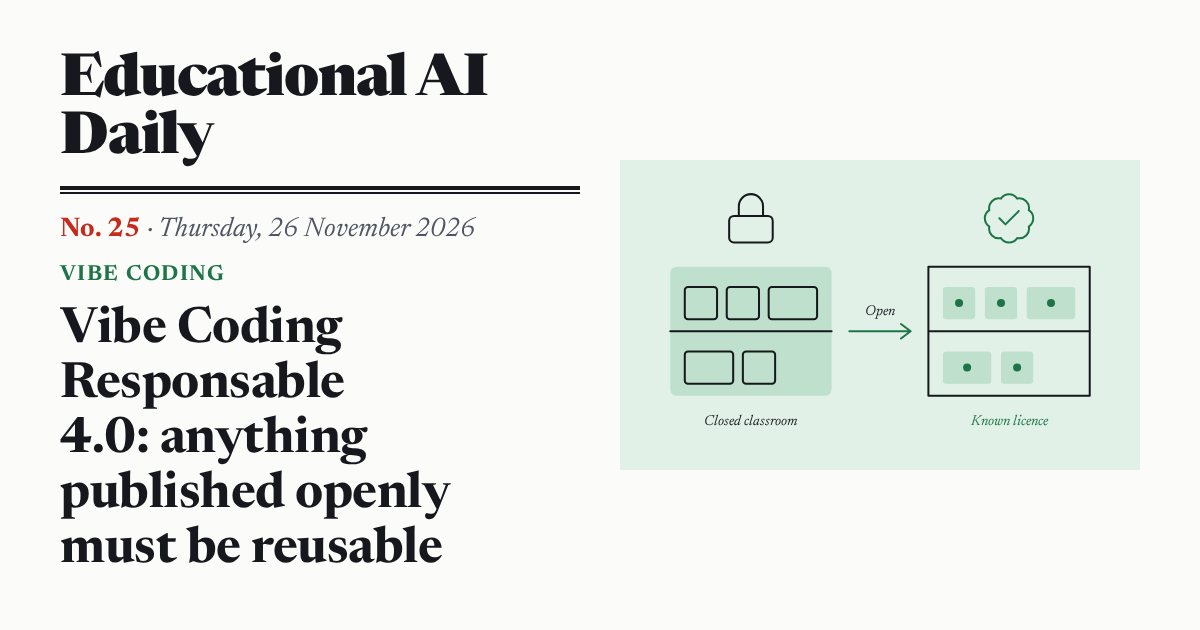 Educational AI
Daily
No. 25 · Thursday, 26 November 2026
VIBE CODING
Vibe Coding
Responsable
4.0: anything
published openly
must be reusable
Open
Closed classroom
Known licence